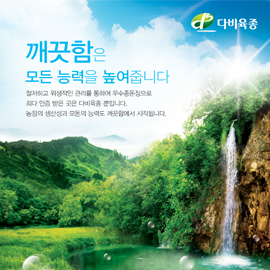 다비육종
깨끗함은
모든 능력을 높여줍니다
철저하고 위생적인 관리를 통하여 우수종돈장으로
최다 인증 받은 곳은 다비육종 뿐입니다.
농장의 생산성과 모돈의 능력도 깨끗함에서 시작됩니다.